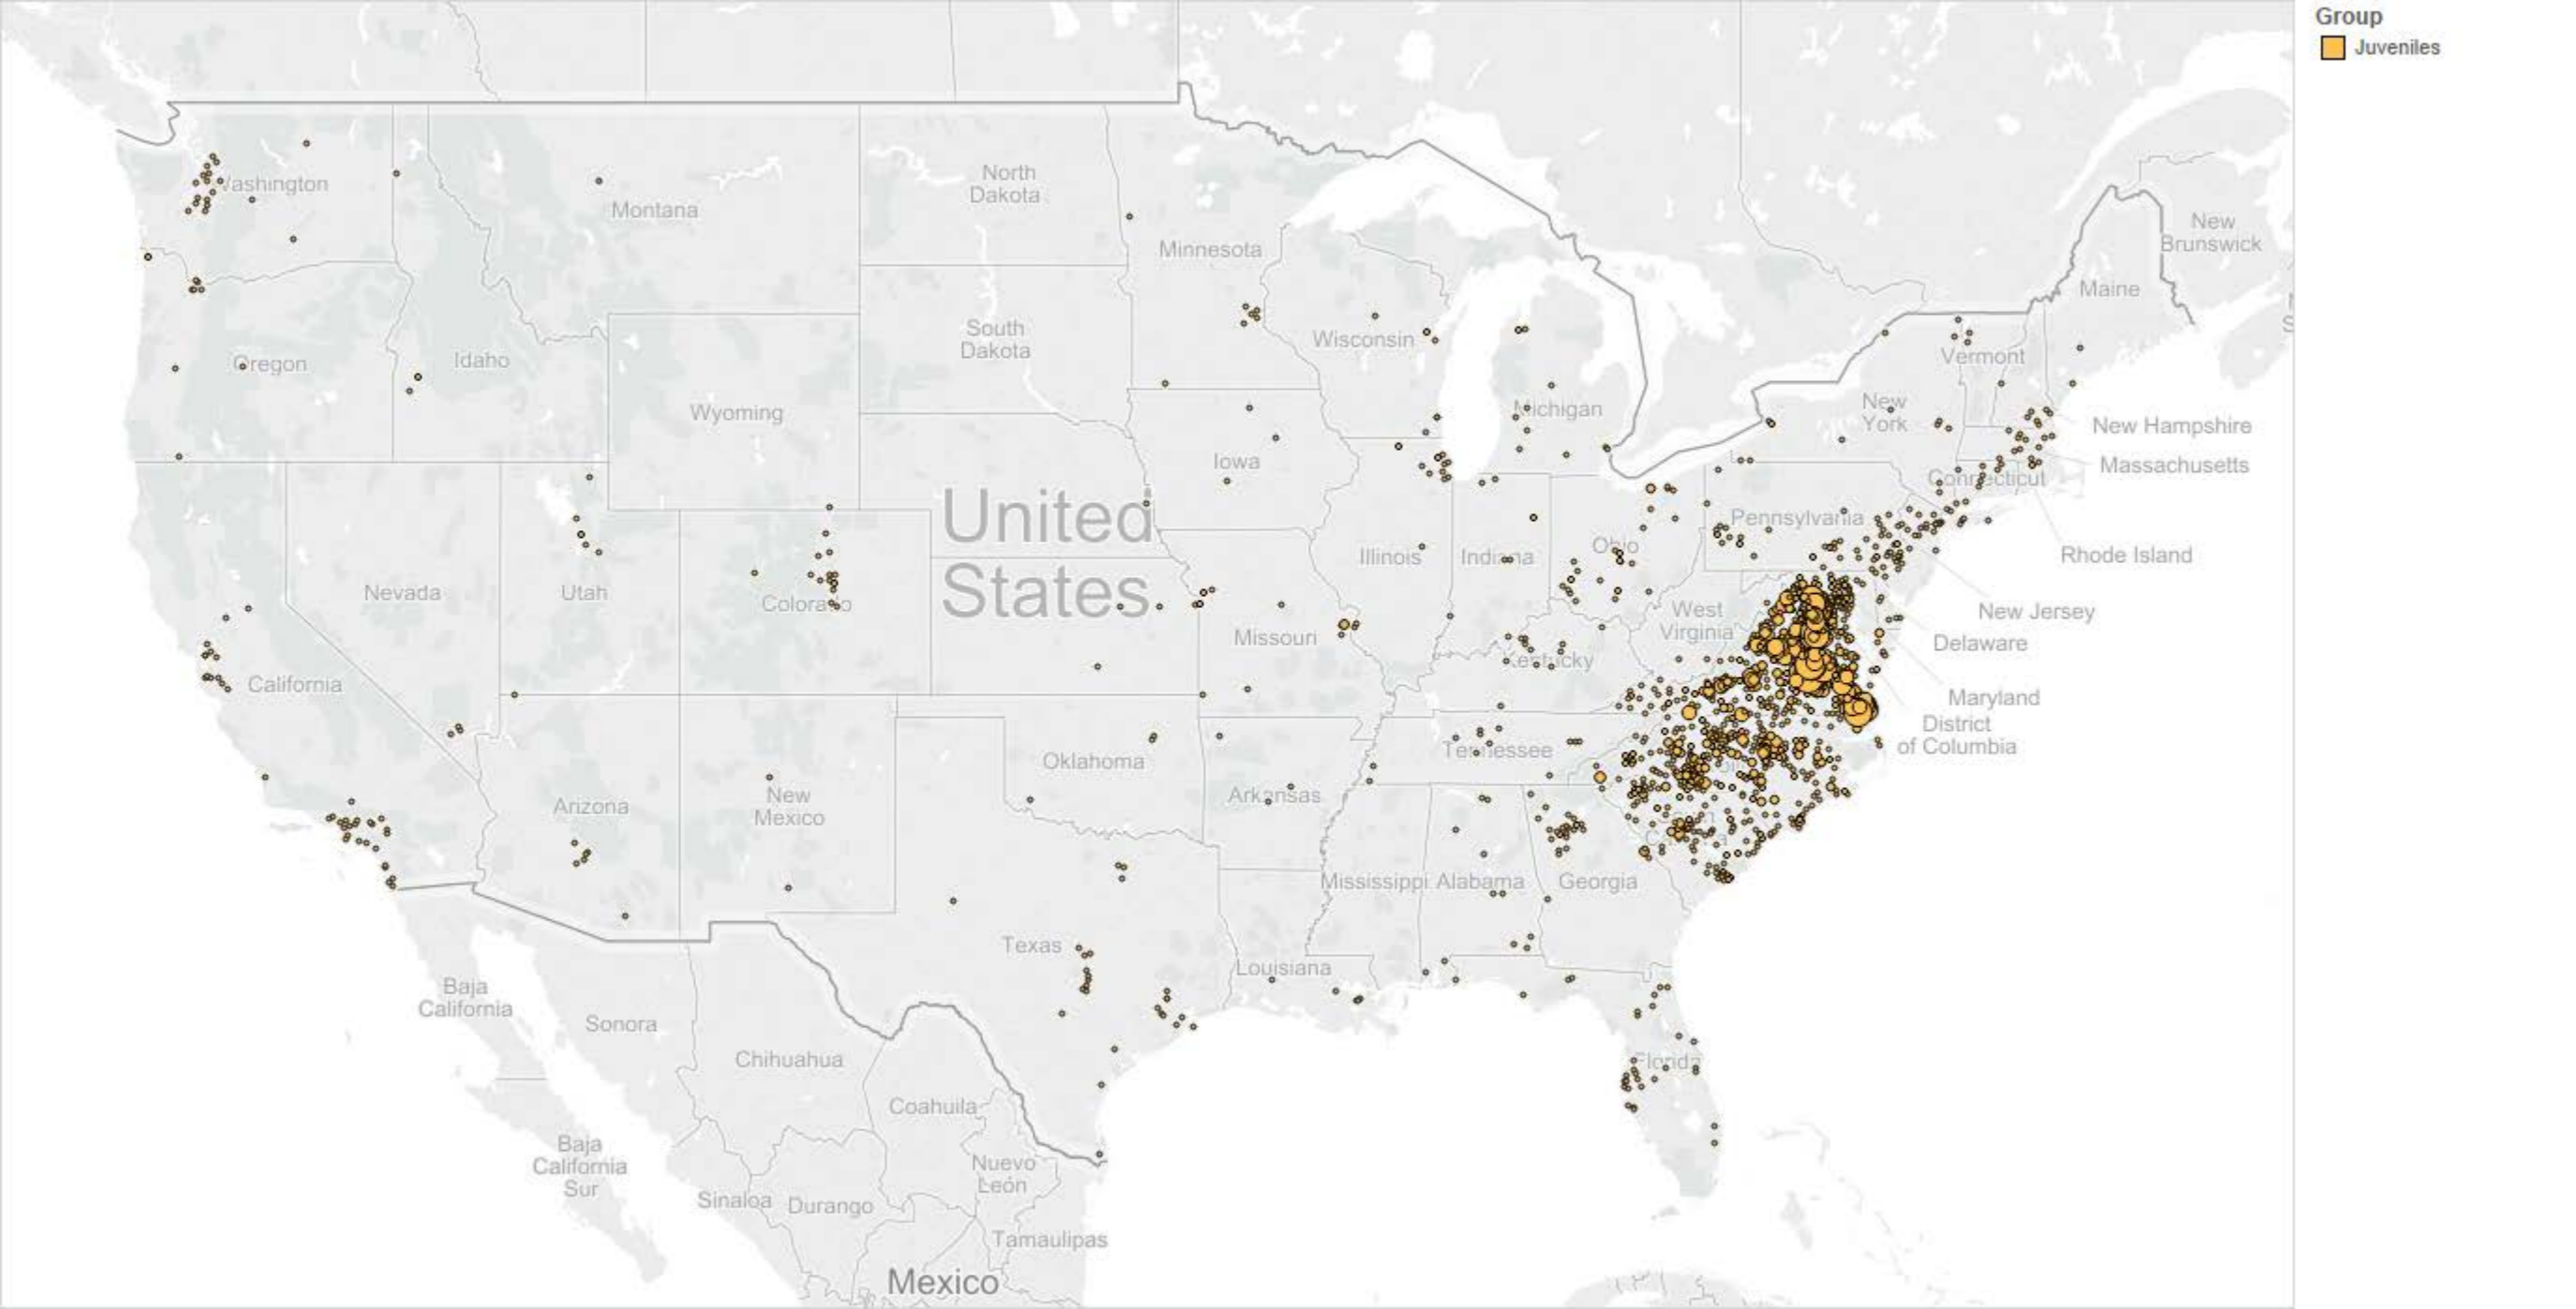 Group
Juveniles
Washington
Montana
North
Dakota
Minnesota
New
Brunswick
Maine
Oregon
Idaho
South
Dakota
Wisconsin
Vermont
Wyoming
Michigan
New
York
New Hampshire
Massachusetts
Iowa
Connecticut
United
States
Pennsylvania
Rhode Island
Nevada
Utah
Colorado
Illinois
Indiana
Ohio
West
Virginia
New Jersey
Delaware
Missouri
Kentucky
California
Maryland
District
of Columbia
Oklahoma
Tennessee
Arizona
New
Mexico
Arkansas
Mississippi
Alabama
Georgia
Texas
Louisiana
Baja
California
Sonora
Chihuahua
Florida
Coahuila
Baja
California
Sur
Nuevo
León
Sinaloa
Durango
Tamaulipas
Mexico